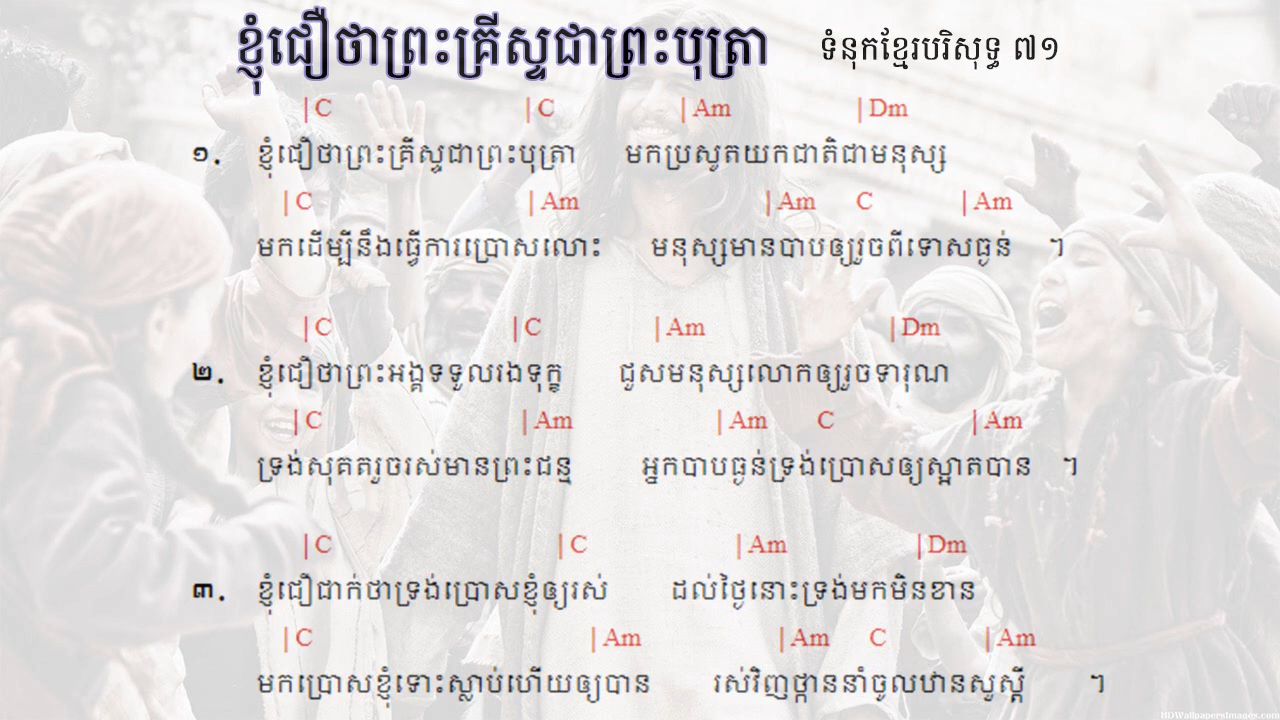 ខ្ញុំជឿថាព្រះគ្រីស្ទជាព្រះបុត្រា ទំនុកខ្មែរបរិសុទ្ធ ៧១
|C |C |Am |Dm
១. ខ្ញុំជឿថាព្រះគ្រីស្ទជាព្រះបុត្រា មកប្រសូតយកជាតិជាមនុស្ស
|C |Am |Am C |Am
មកដើម្បីនឹងធ្វើការប្រោសលោះ មនុស្សមានបាបឲ្យរួចពីទោសធ្ងន់ ។
|C |C |Am |Dm
២. ខ្ញុំជឿថាព្រះអង្គទទួលរងទុក្ខ ជួសមនុស្សលោកឲ្យរួចទារុណ
|C |Am |Am C |Am
ទ្រង់សុគតរួចរស់មានព្រះជន្ម អ្នកបាបធ្ងន់ទ្រង់ប្រោសឲ្យស្អាតបាន ។
|C |C |Am |Dm
៣. ខ្ញុំជឿជាក់ថាទ្រង់ប្រោសខ្ញុំឲ្យរស់ ដល់ថ្ងៃនោះទ្រង់មកមិនខាន
|C |Am |Am C |Am
មកប្រោសខ្ញុំទោះស្លាប់ហើយឲ្យបាន រស់វិញថ្កាននាំចូលឋានសួស្តី ។
HDWallpapersImages.com